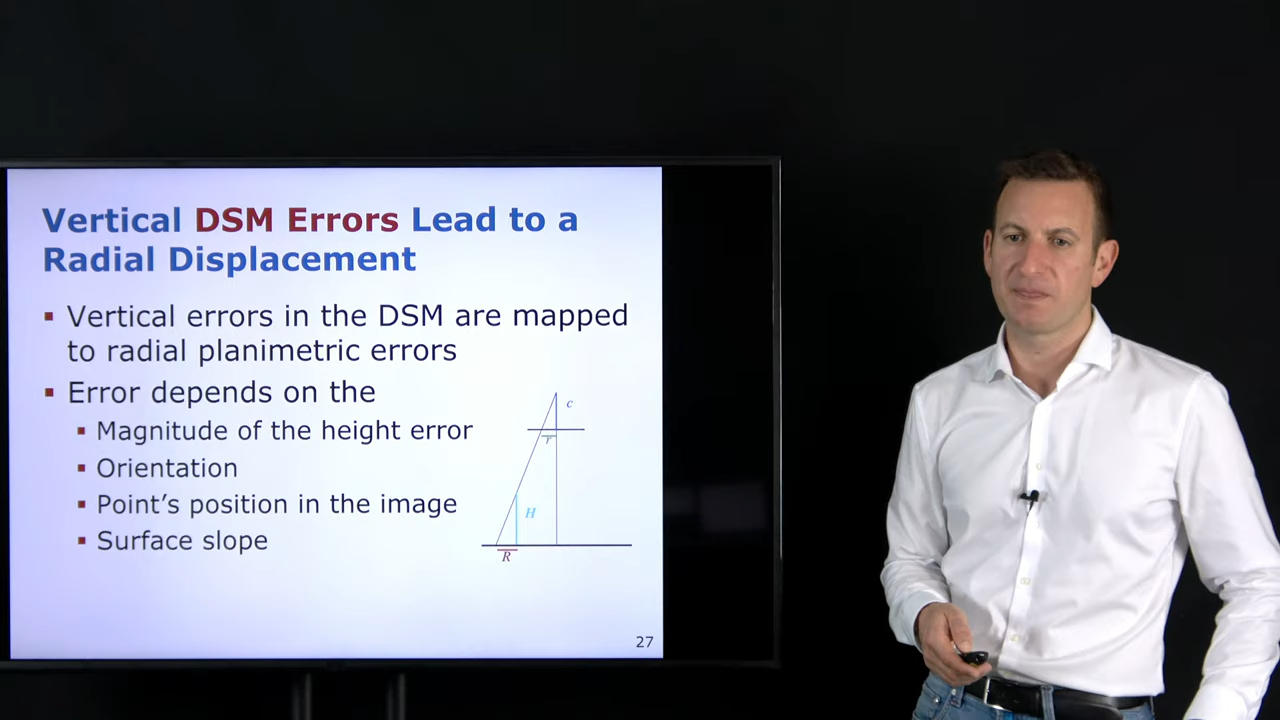 Vertical DSM Errors Lead to a
Radial Displacement
▪ Vertical errors in the DSM are mapped
to radial planimetric errors
▪ Error depends on the
▪ Magnitude of the height error
▪ Orientation
▪ Point's position in the image
▪ Surface slope
c
r
H
R
27